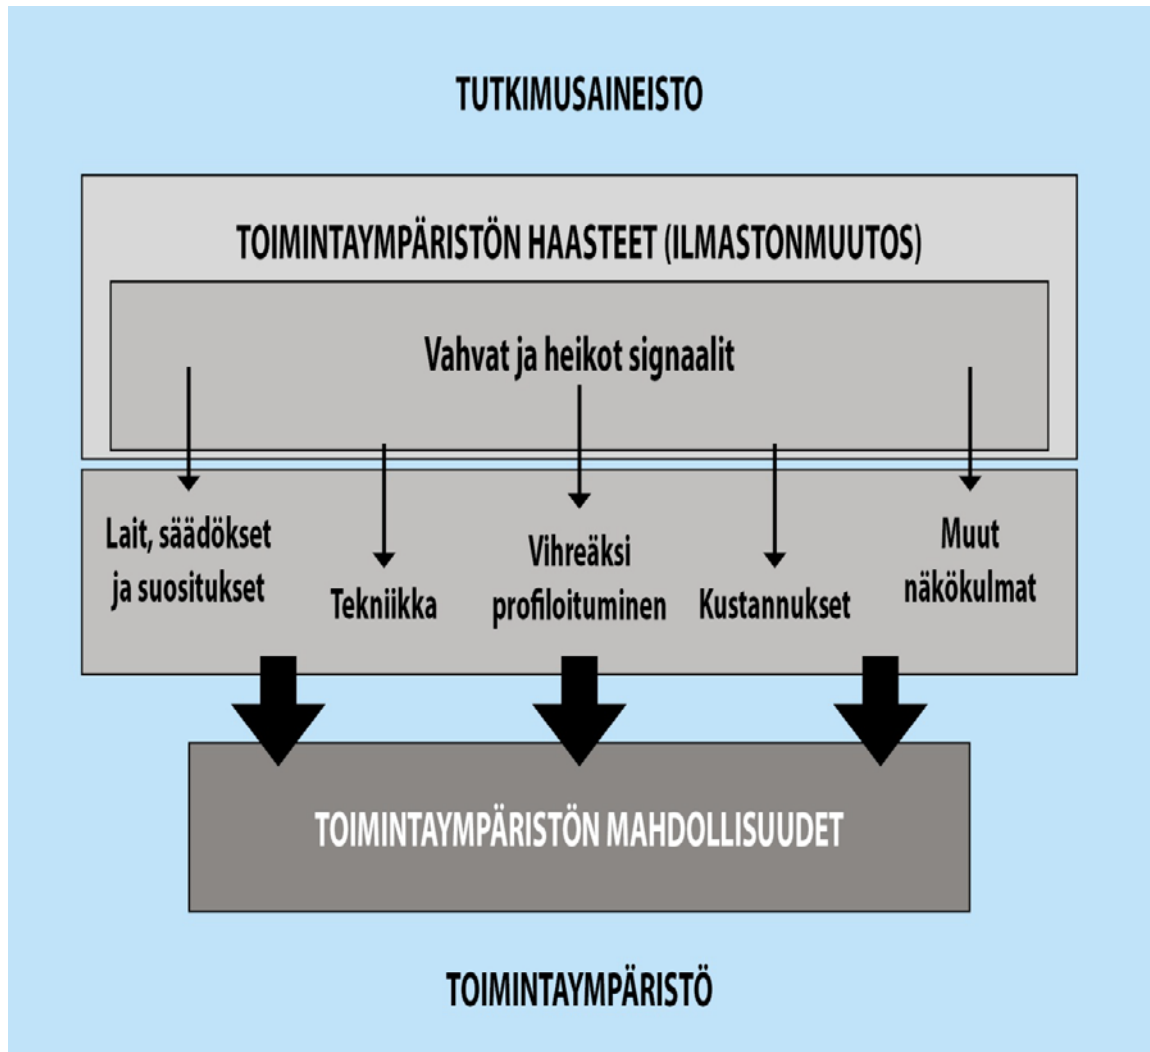 TUTKIMUSAINEISTO
TOIMINTAYMPÄRISTÖN HAASTEET (ILMASTONMUUTOS)
Vahvat ja heikot signaalit
Lait, säädökset
ja suositukset
Tekniikka
Vihreäksi
profiloituminen
Kustannukset
Muut
näkökulmat
TOIMINTAYMPÄRISTÖN MAHDOLLISUUDET
TOIMINTAYMPÄRISTÖ